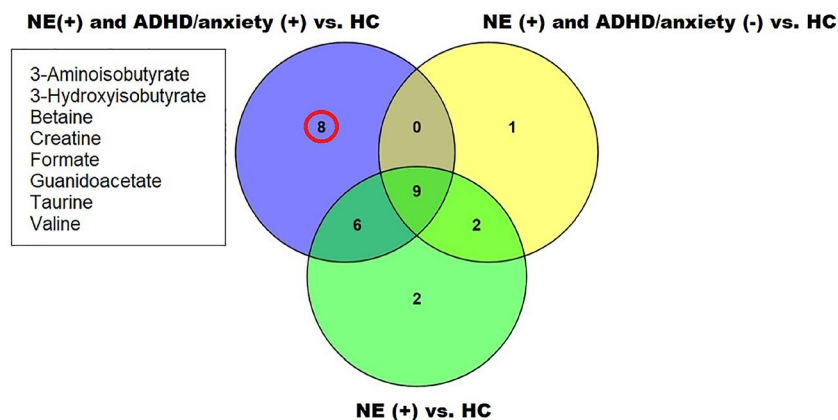 NE(+) and ADHD/anxiety (+) vs. HC
NE (+) and ADHD/anxiety (-) vs. HC
3-Aminoisobutyrate
3-Hydroxyisobutyrate
Betaine
Creatine
Formate
Guanidoacetate
Taurine
Valine
8
0
1
9
6
2
2
NE (+) vs. HC